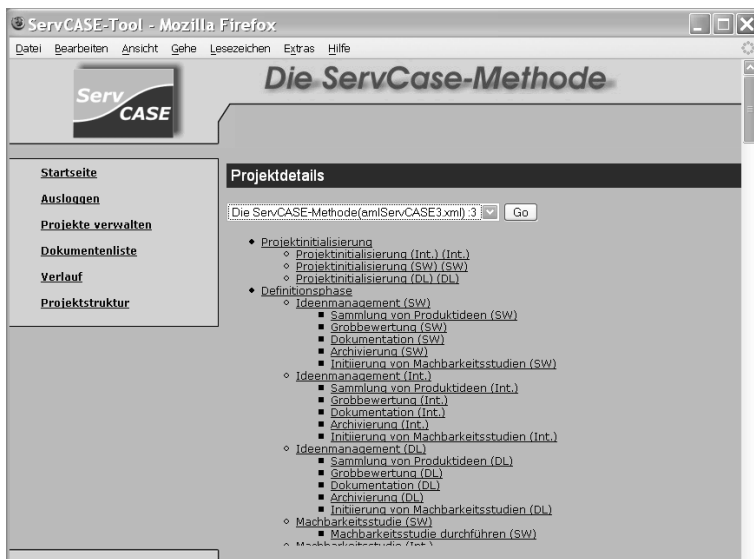 ServCASE-Tool - Mozilla Firefox
Datei Bearbeiten Ansicht Gehe Lesezeichen Extras Hilfe
Serv
CASE
Die ServCase-Methode
Startseite
Ausloggen
Projekte verwalten
Dokumentenliste
Verlauf
Projektstruktur
Projektdetails
Die ServCASE-Methode(amlServCASE3.xml) :3 Go
Projektinitialisierung
Projektinitialisierung (Int.) (Int.)
Projektinitialisierung (SW) (SW)
Projektinitialisierung (DL) (DL)
Definitionsphase
Ideenmanagement (SW)
Sammlung von Produktideen (SW)
Grobbewertung (SW)
Dokumentation (SW)
Archivierung (SW)
Initiierung von Machbarkeitsstudien (SW)
Ideenmanagement (Int.)
Sammlung von Produktideen (Int.)
Grobbewertung (Int.)
Dokumentation (Int.)
Archivierung (Int.)
Initiierung von Machbarkeitsstudien (Int.)
Ideenmanagement (DL)
Sammlung von Produktideen (DL)
Grobbewertung (DL)
Dokumentation (DL)
Archivierung (DL)
Initiierung von Machbarkeitsstudien (DL)
Machbarkeitsstudie (SW)
Machbarkeitsstudie durchführen (SW)
Machbarkeitsstudie (Int.)